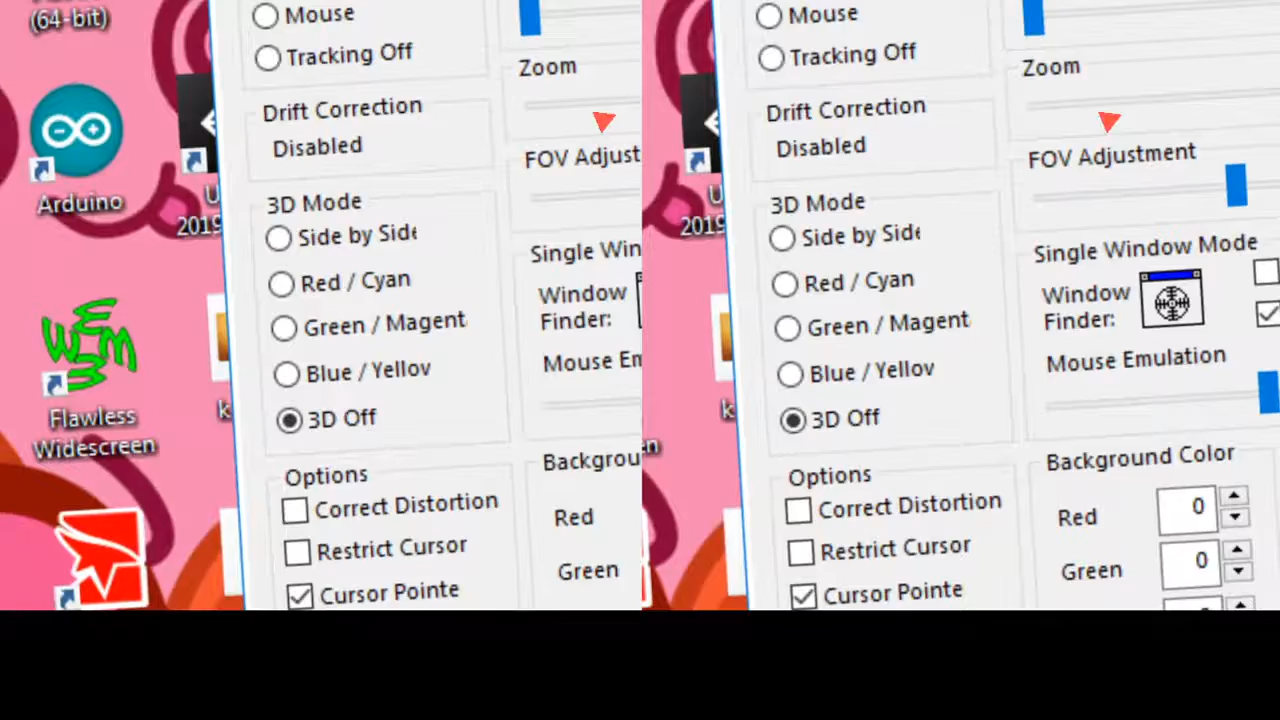 (64-bit)
Arduino
U
2019
Flawless
Widescreen
k
Mouse
Tracking Off
Drift Correction
Disabled
3D Mode
Side by Side
Red / Cyan
Green / Magent
Blue / Yellov
3D Off
Options
Correct Distortion
Restrict Cursor
Cursor Pointe
Zoom
FOV Adjust
Single Win
Window
Finder:
Mouse Em
Backgrou
Red
Green
U
2019
k
n
Mouse
Tracking Off
Drift Correction
Disabled
3D Mode
Side by Side
Red / Cyan
Green / Magent
Blue / Yellov
3D Off
Options
Correct Distortion
Restrict Cursor
Cursor Pointe
Zoom
FOV Adjustment
Single Window Mode
Window
Finder:
Mouse Emulation
Background Color
Red 0
Green 0